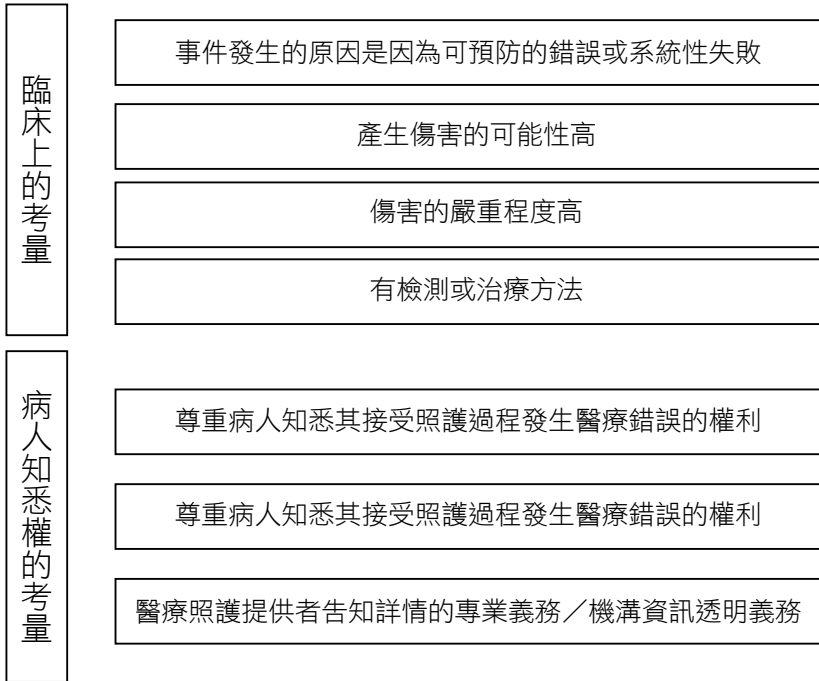 臨床上的考量
事件發生的原因是因為可預防的錯誤或系統性失敗
產生傷害的可能性高
傷害的嚴重程度高
有檢測或治療方法
病人知悉權的考量
尊重病人知悉其接受照護過程發生醫療錯誤的權利
尊重病人知悉其接受照護過程發生醫療錯誤的權利
醫療照護提供者告知詳情的專業義務／機溝資訊透明義務